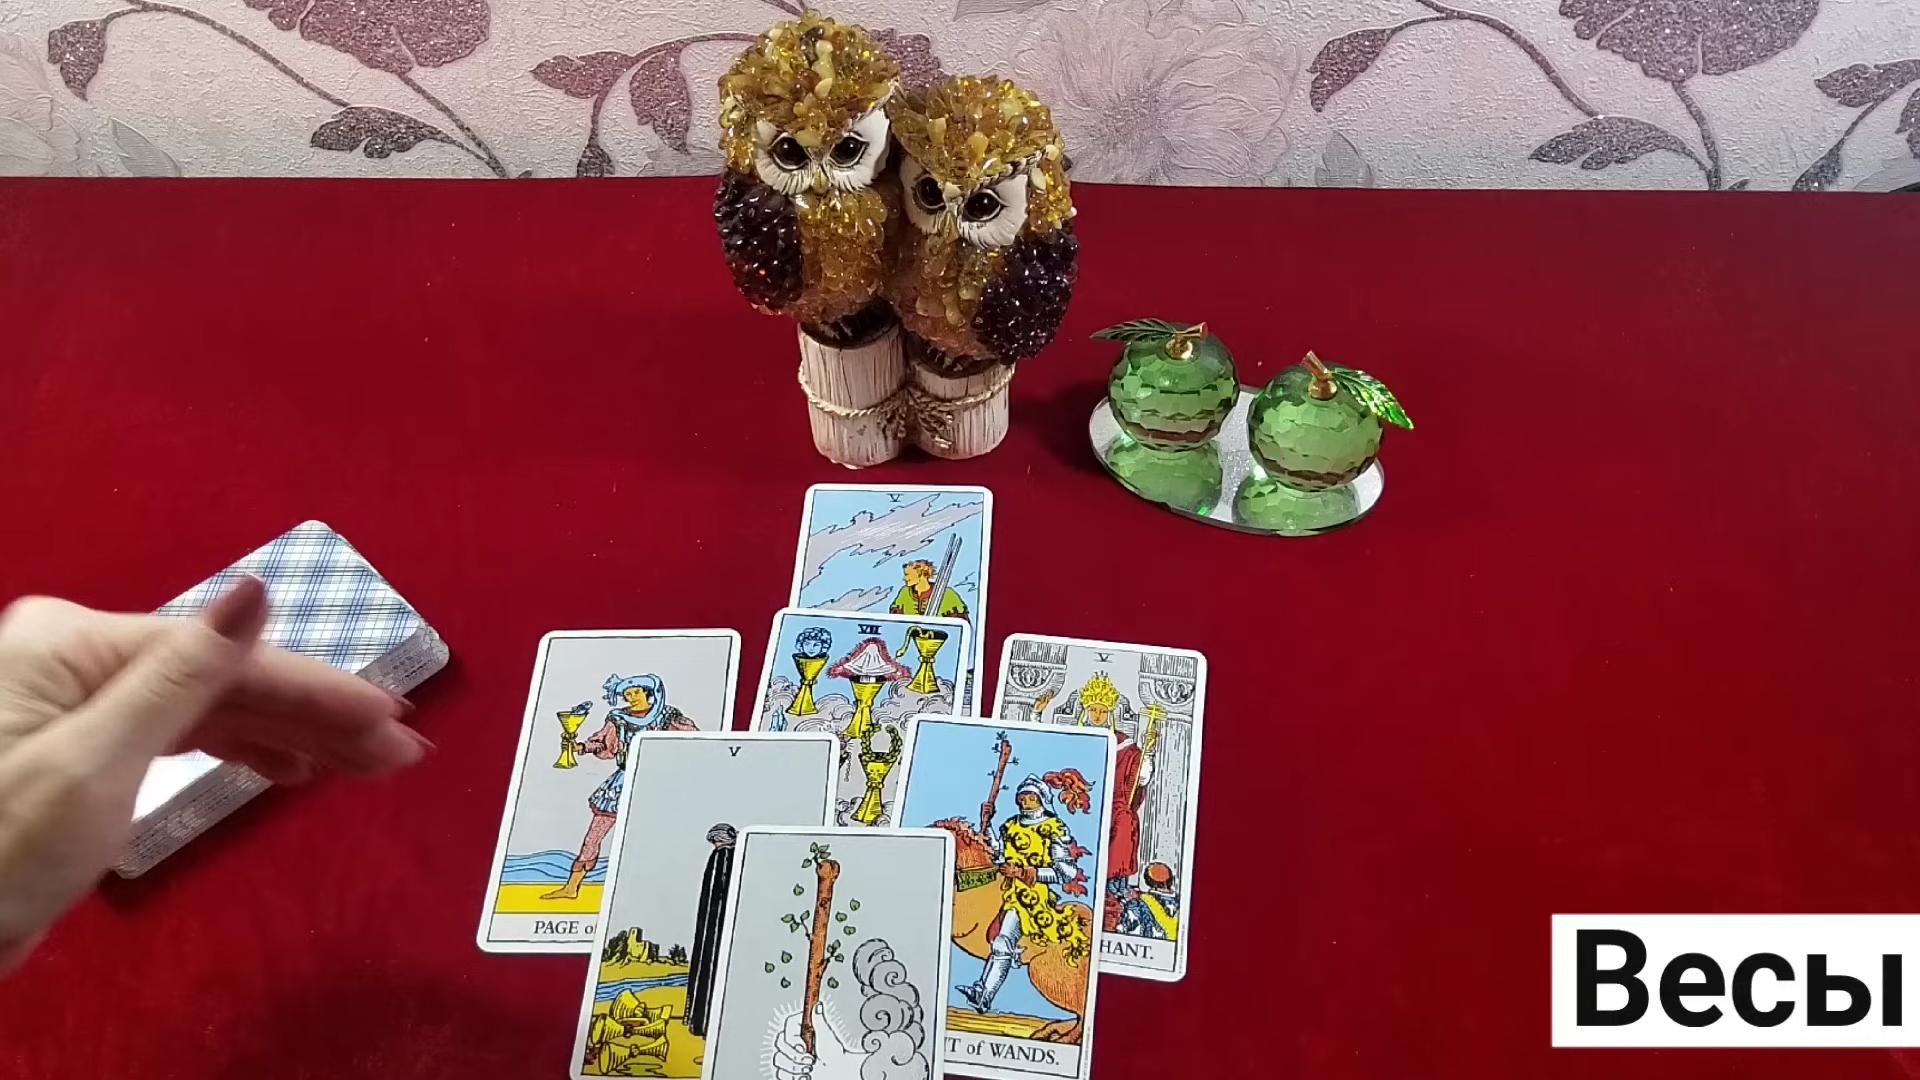 V
VII
V
PAGE of
V
HANT.
T of WANDS.
Весы